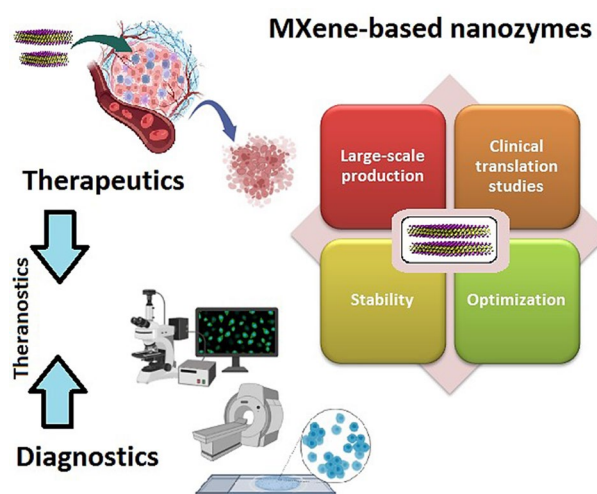 MXene-based nanozymes
Therapeutics
Theranostics
Diagnostics
Large-scale
production
Clinical
translation
studies
Stability
Optimization